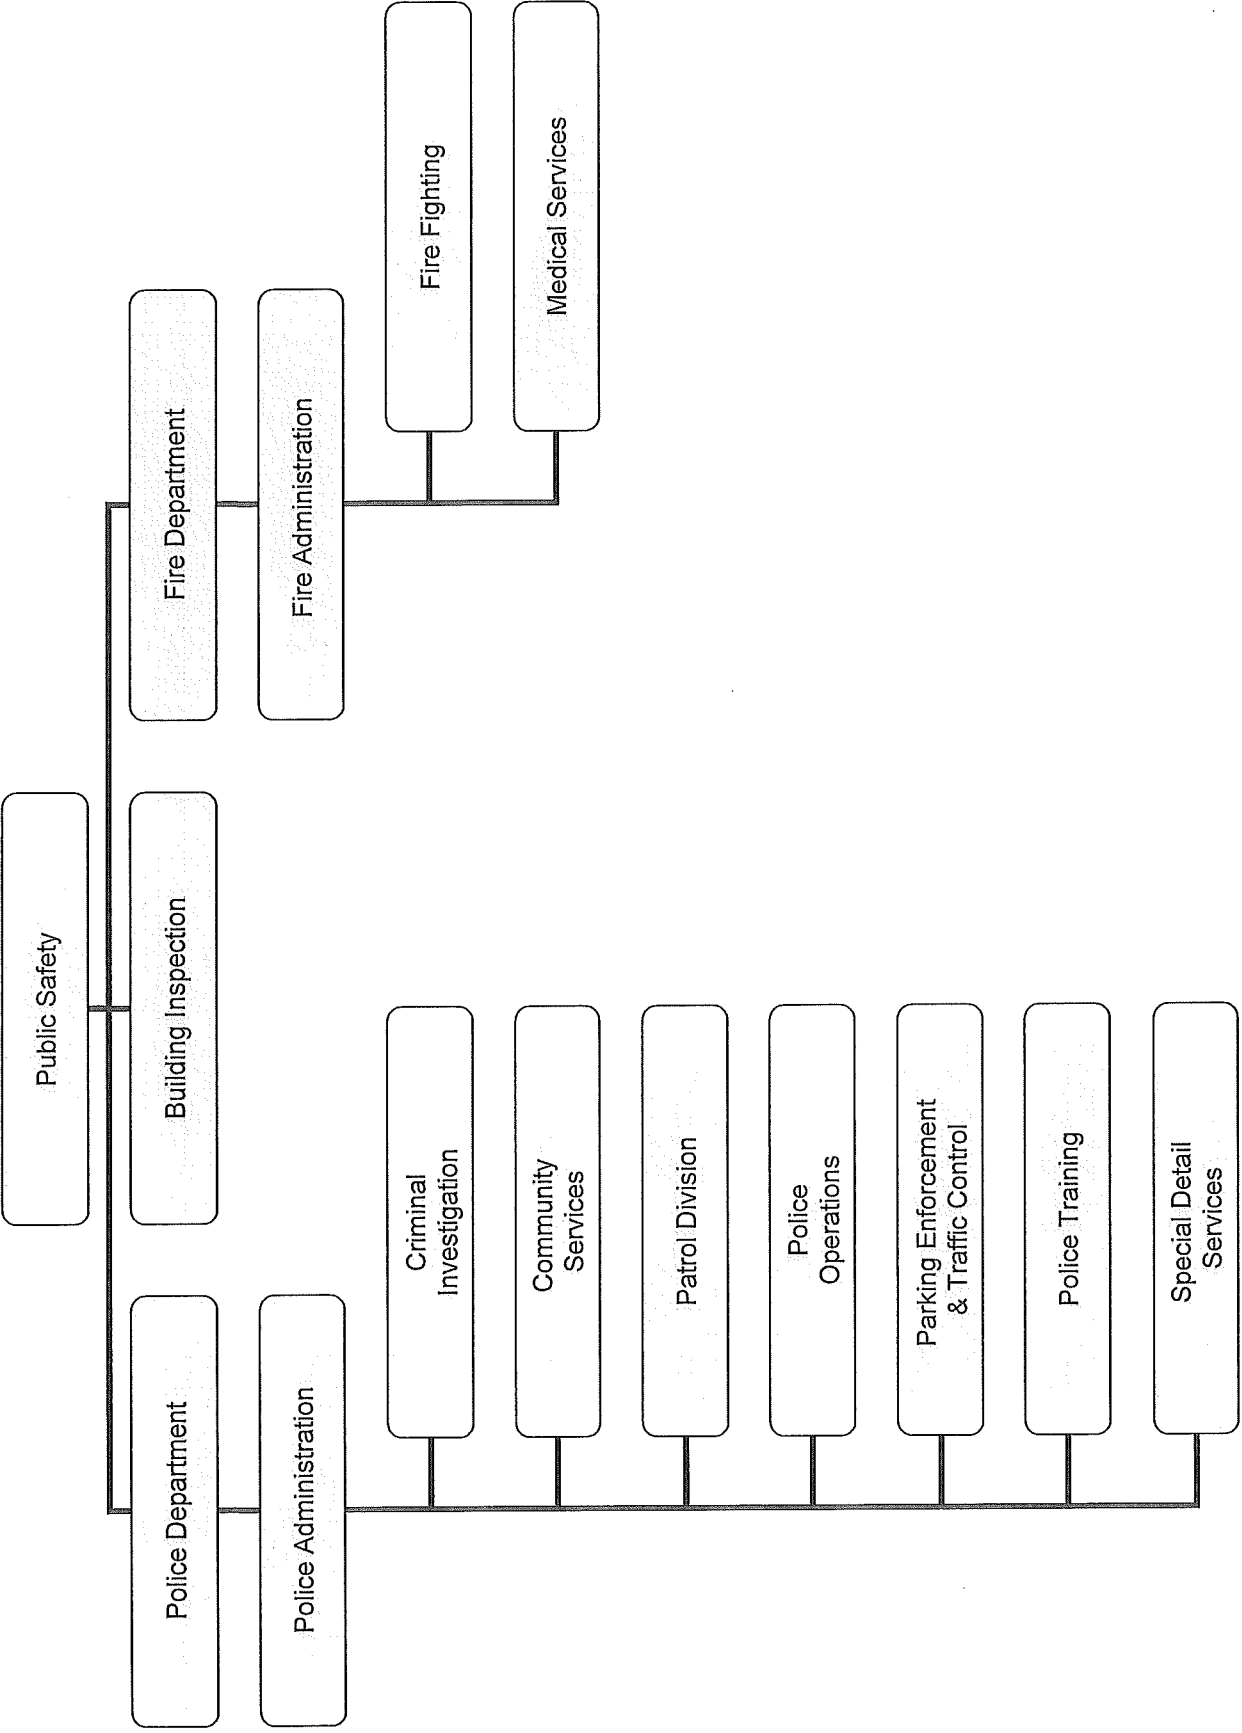 Public Safety
Police Department
Building Inspection
Fire Department
Police Administration
Fire Administration
Criminal
Investigation
Community
Services
Patrol Division
Police
Operations
Parking Enforcement
& Traffic Control
Police Training
Special Detail
Services
Fire Fighting
Medical Services